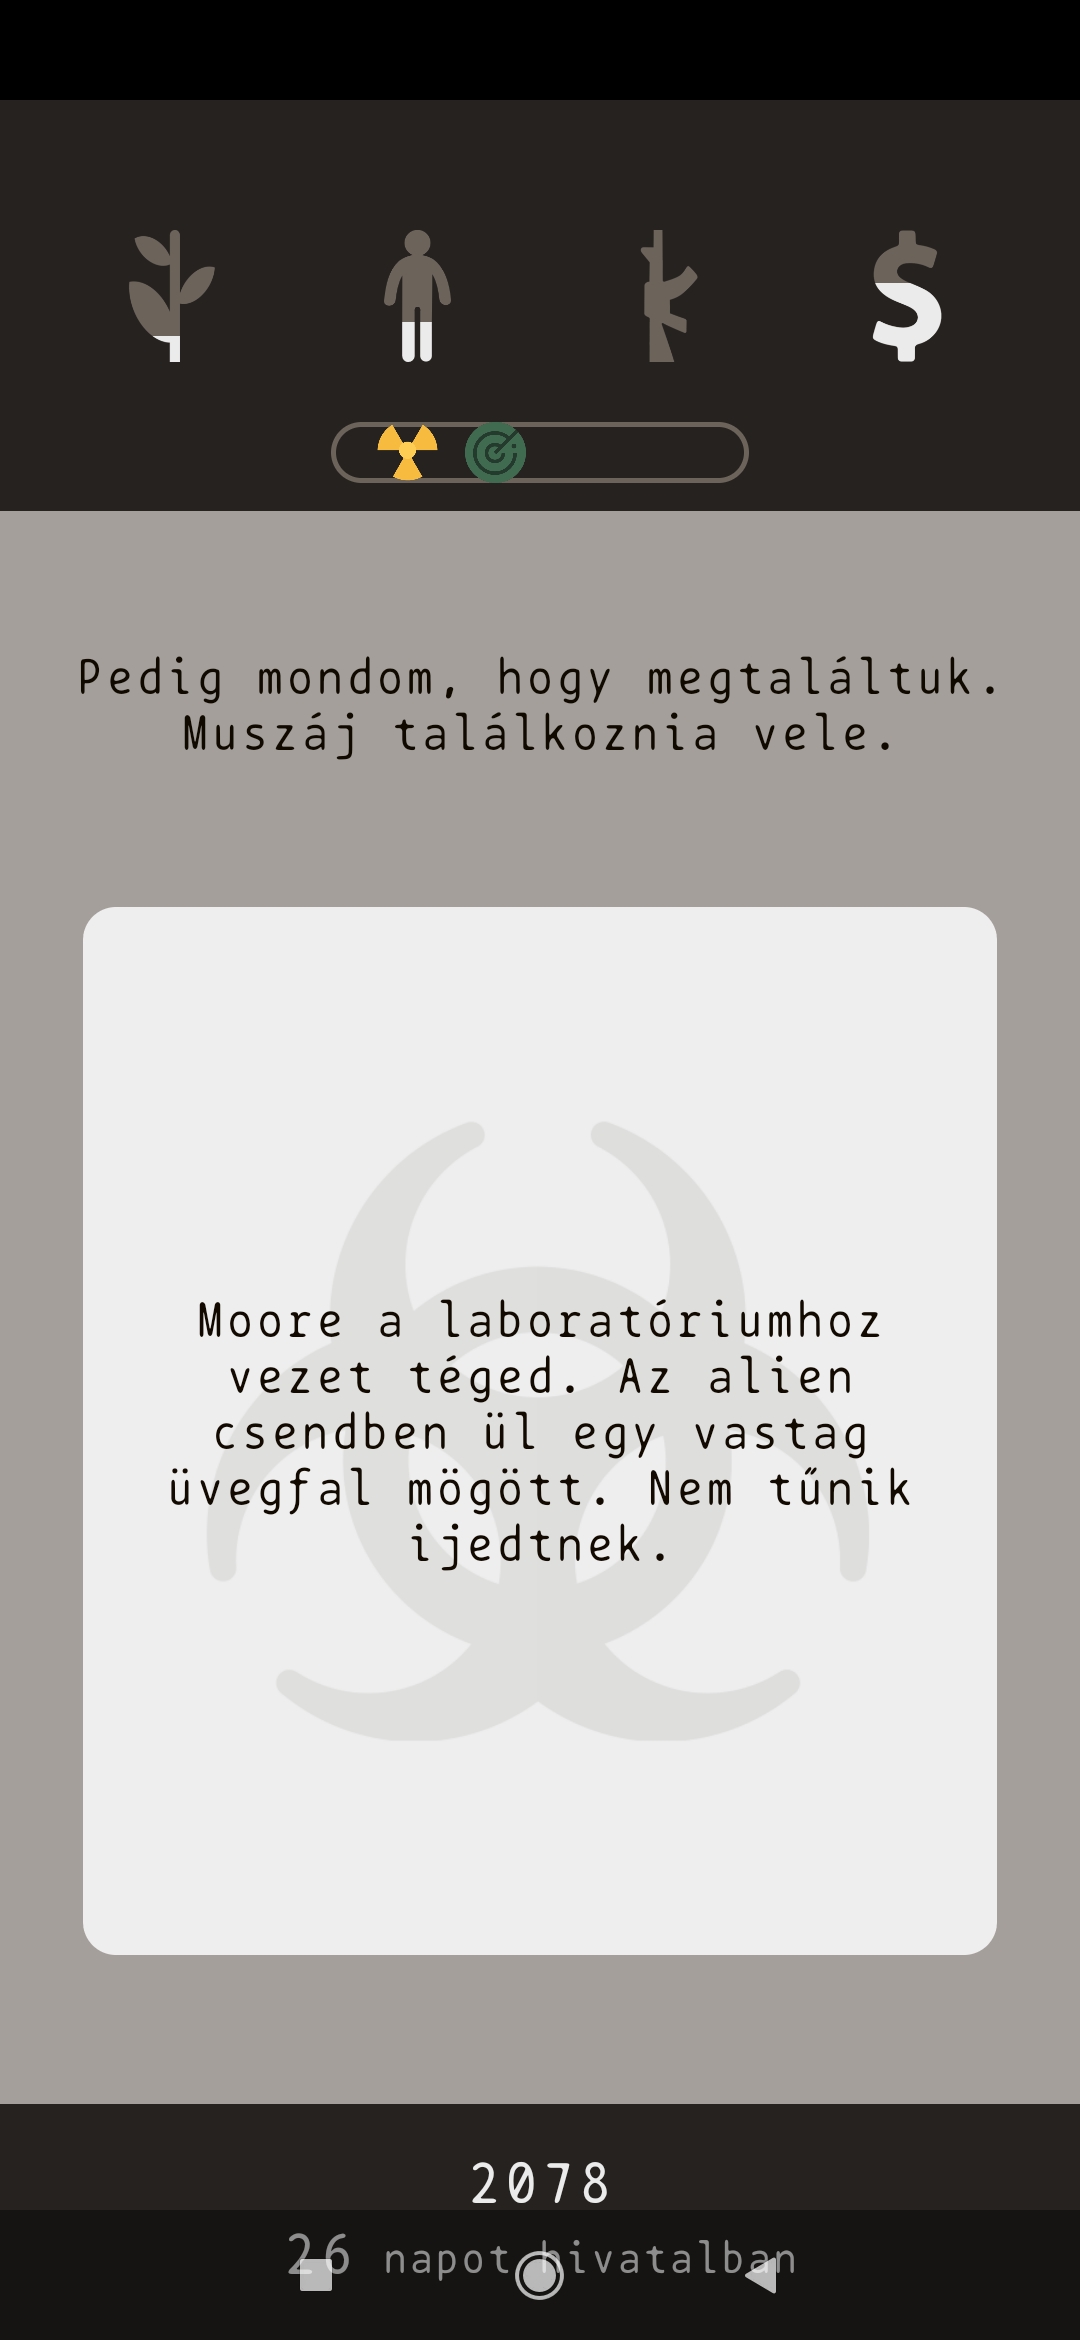 Pedig mondom, hogy megtaláltuk.
Muszáj találkoznia vele.
Moore a laboratóriumhoz
vezet téged. Az alien
csendben ül egy vastag
üvegfal mögött. Nem tűnik
ijedtnek.
2078
26 napot hivatalban